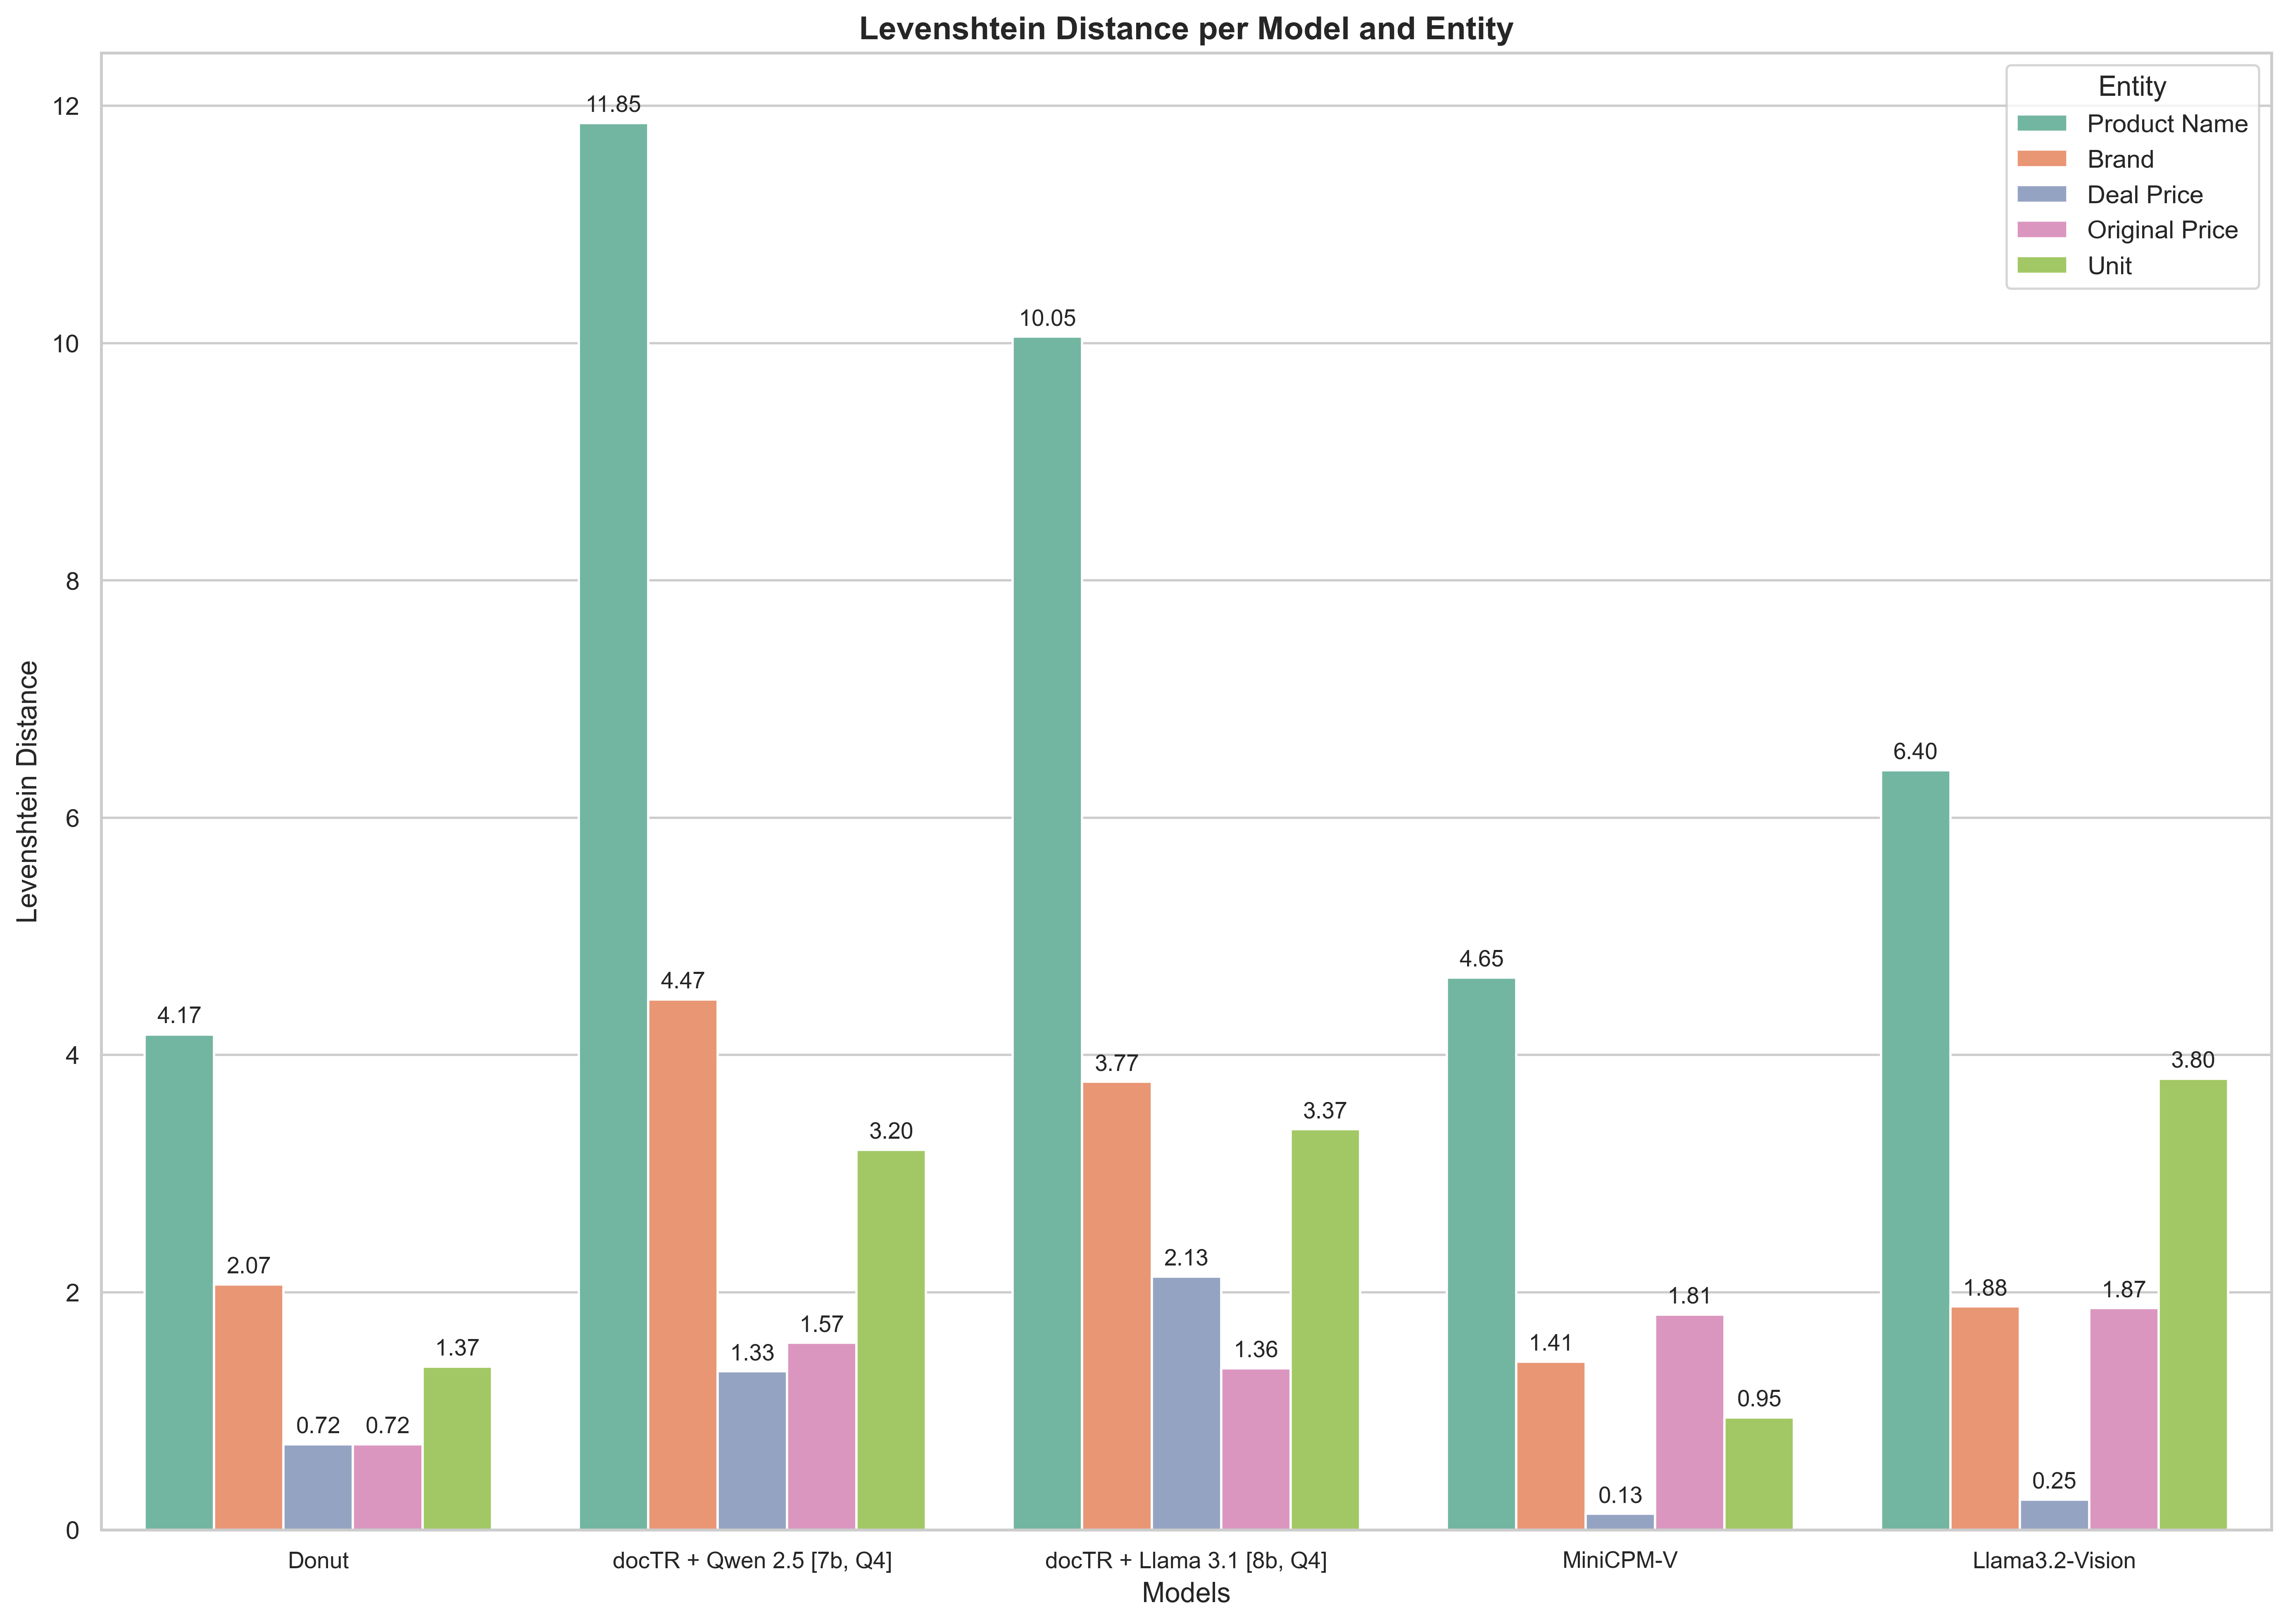 Levenshtein Distance per Model and Entity
Entity
Product Name
Brand
Deal Price
Original Price
Unit
Levenshtein Distance
12
10
8
6
4
2
0
4.17
2.07
0.72
0.72
1.37
11.85
4.47
1.33
1.57
3.20
10.05
3.77
2.13
1.36
3.37
4.65
1.41
0.13
1.81
0.95
6.40
1.88
0.25
1.87
3.80
Donut
docTR + Qwen 2.5 [7b, Q4]
docTR + Llama 3.1 [8b, Q4]
MiniCPM-V
Llama3.2-Vision
Models